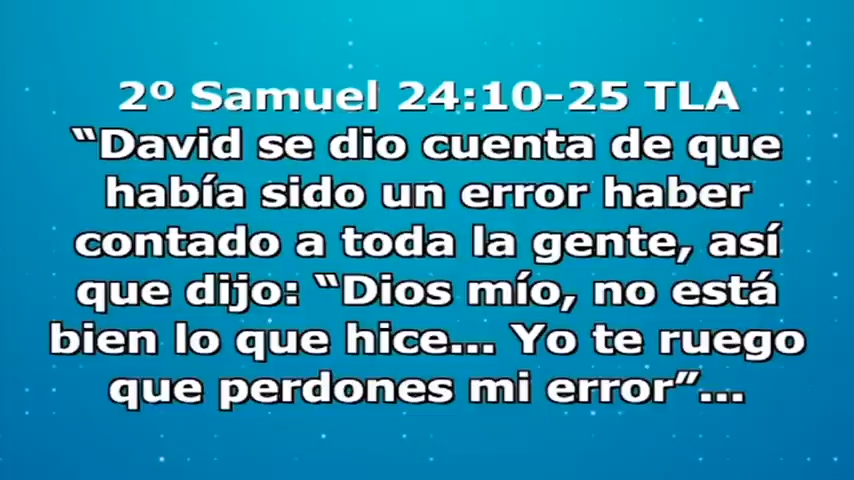 2º Samuel 24:10-25 TLA
“David se dio cuenta de que
había sido un error haber
contado a toda la gente, así
que dijo: “Dios mío, no está
bien lo que hice... Yo te ruego
que perdones mi error”...